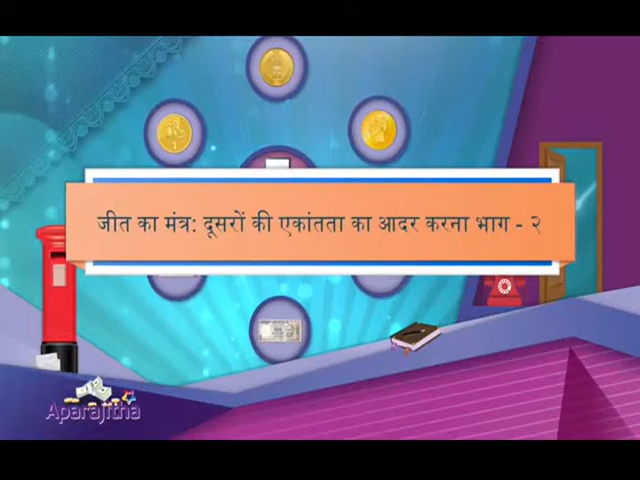 जीत का मंत्र: दूसरों की एकांतता का आदर करना भाग - २
Aparajitha